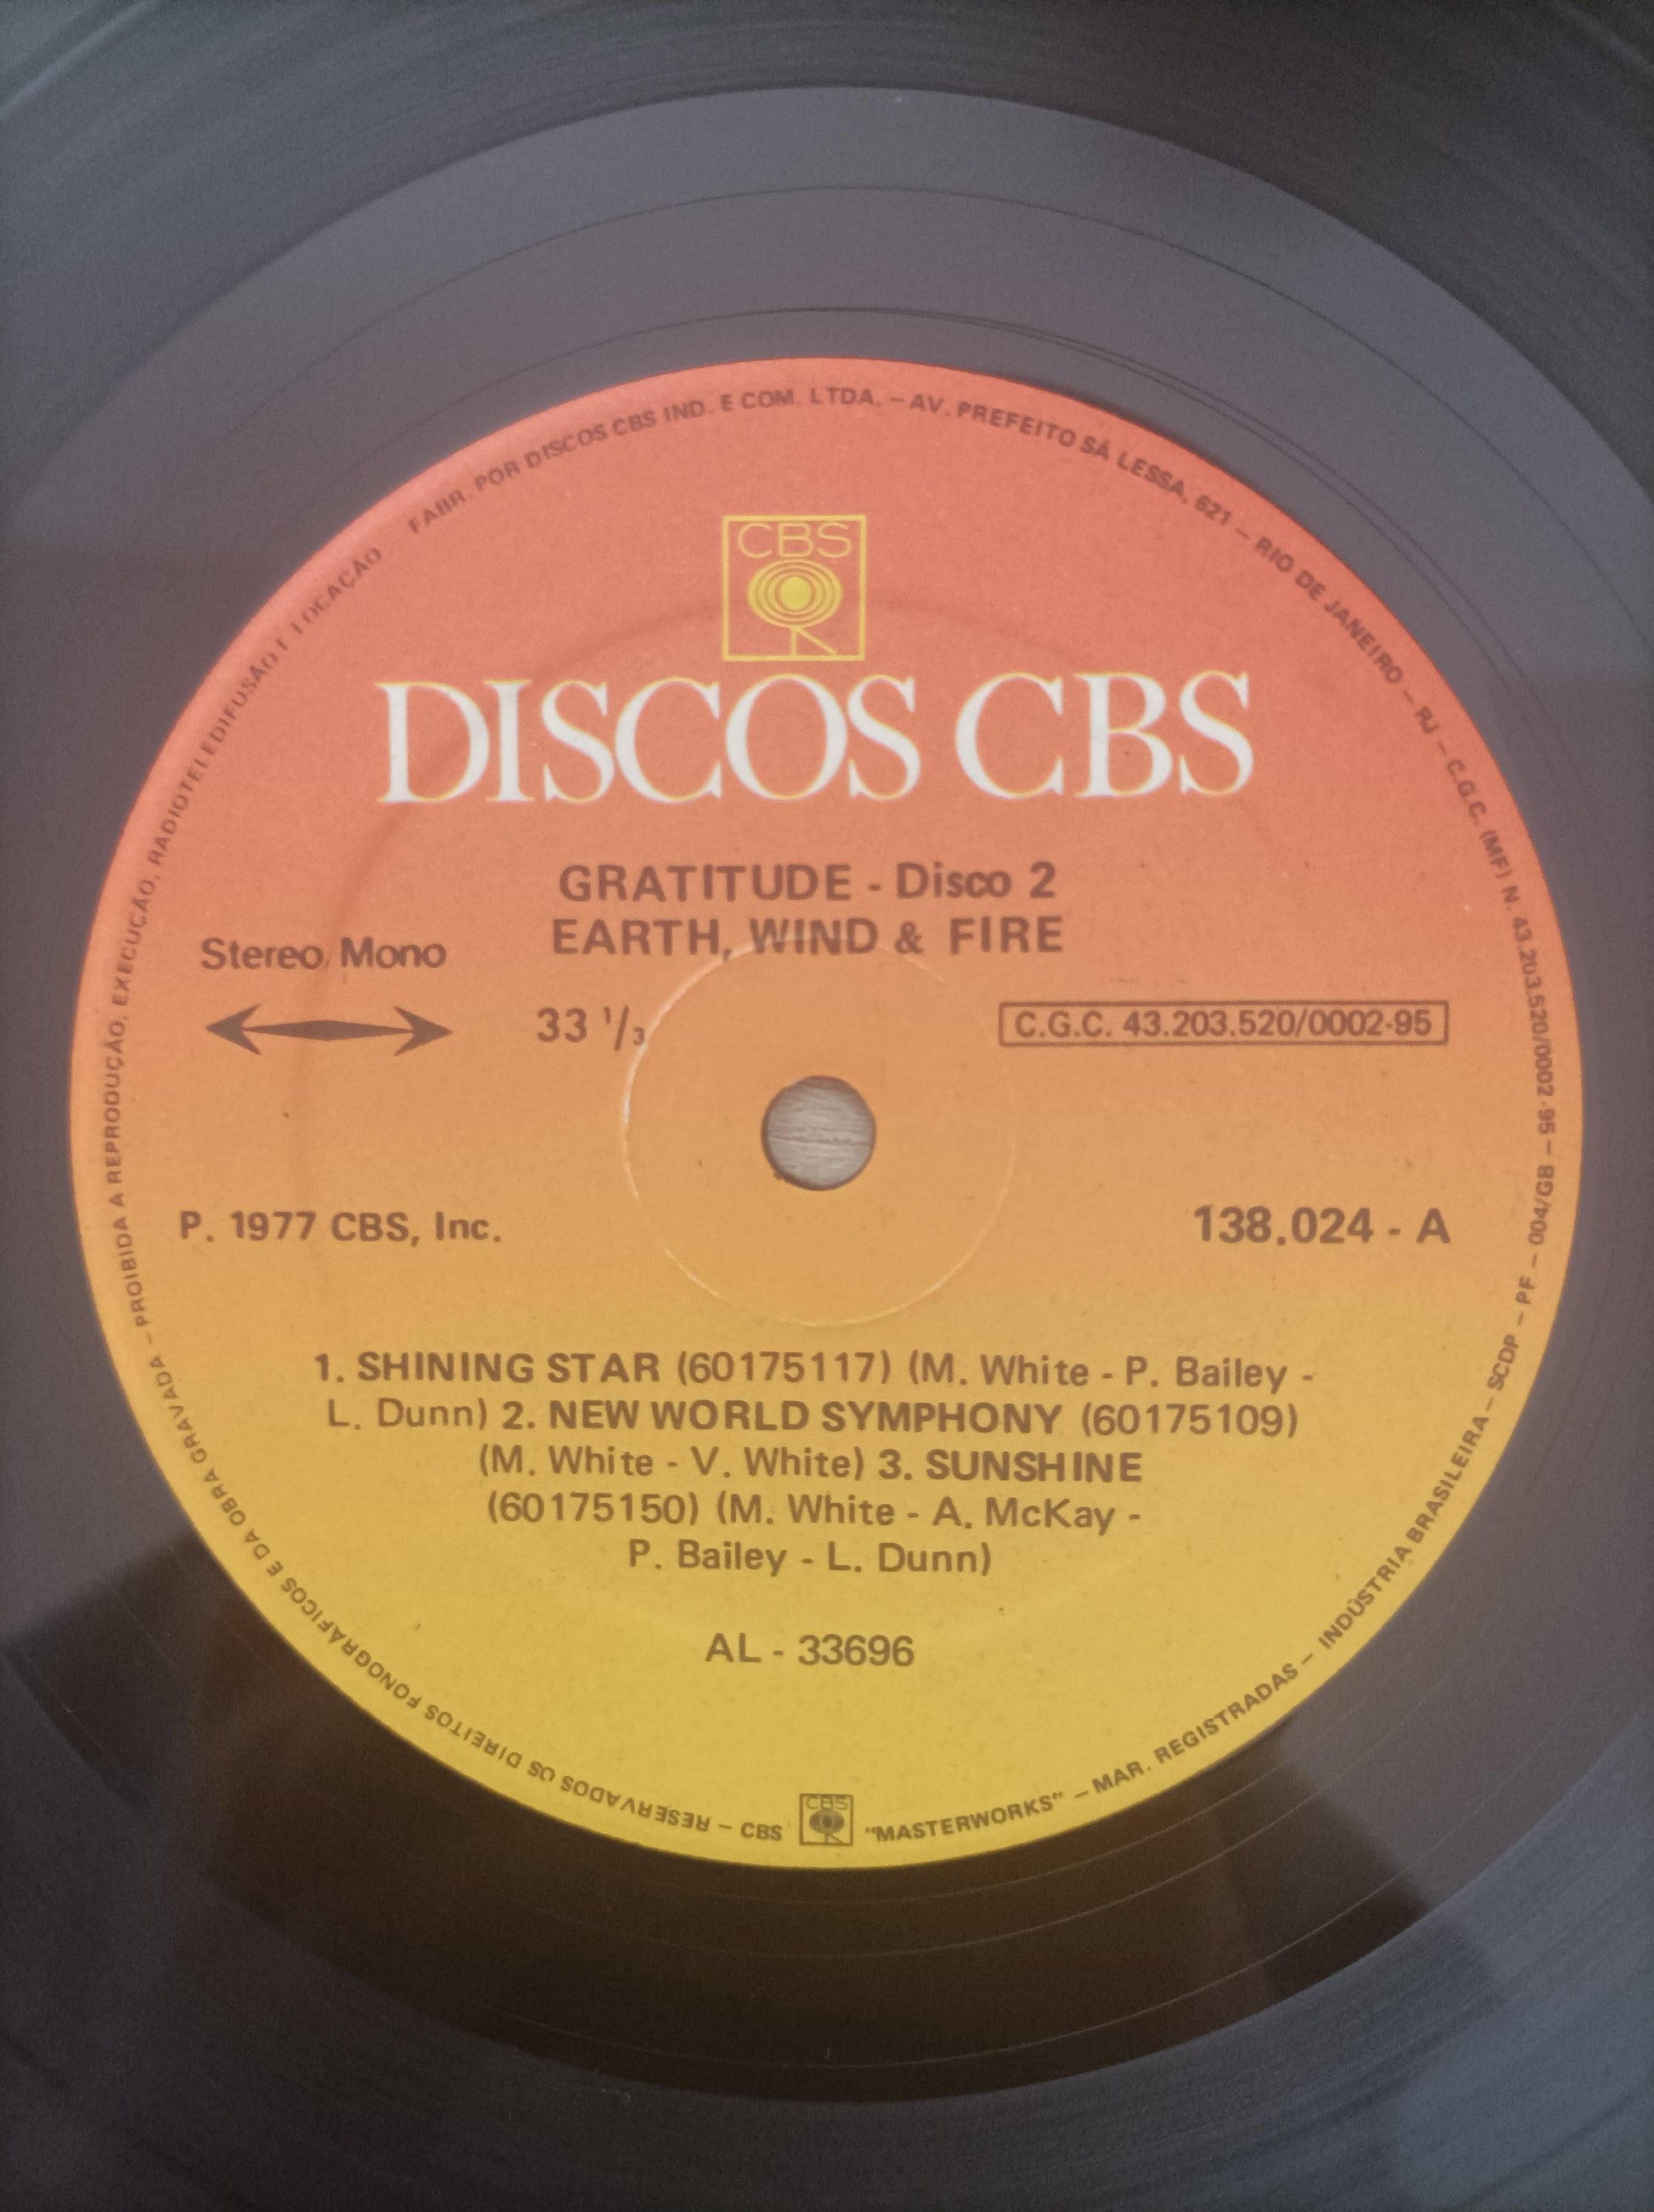 FABR. POR DISCOS CBS IND. E COM. LTDA. – AV. PREFEITO SÁ LESSA, 621 – RIO DE JANEIRO – RJ – C.G.C. (MF) N. 43.203.520/0002-95 – 004/GB – PF – SCDP – INDÚSTRIA BRASILEIRA – MAR. REGISTRADAS – "MASTERWORKS"
CBS
CBS – RESERVADOS OS DIREITOS FONOGRÁFICOS E DA OBRA GRAVADA – PROIBIDA A REPRODUÇÃO, EXECUÇÃO, RADIOTELEDIFUSÃO E LOCAÇÃO
CBS
DISCOS CBS
GRATITUDE - Disco 2
EARTH, WIND & FIRE
Stereo Mono
33 1/3
C.G.C. 43.203.520/0002-95
P. 1977 CBS, Inc.
138.024 - A
1. SHINING STAR (60175117) (M. White - P. Bailey -
L. Dunn) 2. NEW WORLD SYMPHONY (60175109)
(M. White - V. White) 3. SUNSHINE
(60175150) (M. White - A. McKay -
P. Bailey - L. Dunn)
AL - 33696